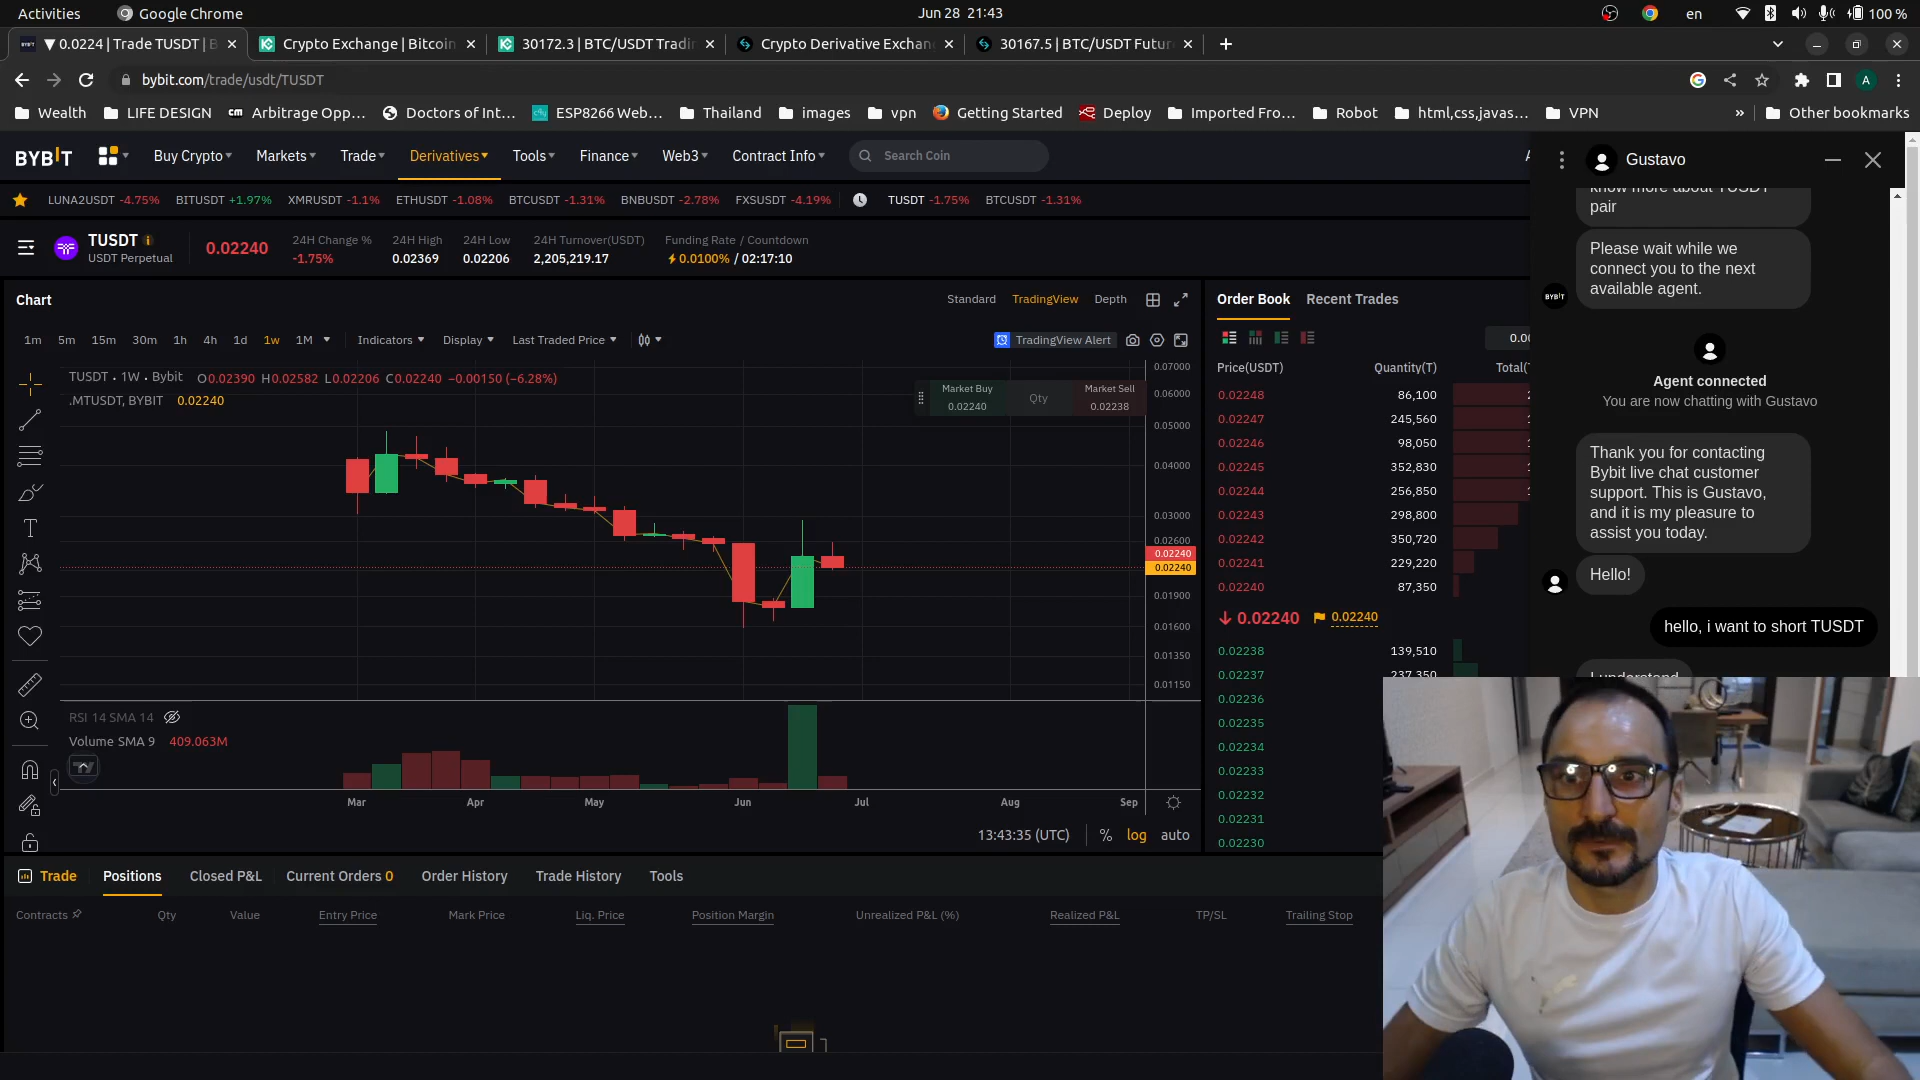 Activities
Google Chrome
Jun 28 21:43
en
100 %
▼ 0.0224 | Trade TUSDT | B
Crypto Exchange | Bitcoin
30172.3 | BTC/USDT Tradi
Crypto Derivative Exchan
30167.5 | BTC/USDT Futur
bybit.com/trade/usdt/TUSDT
A
Wealth
LIFE DESIGN
Arbitrage Opp...
Doctors of Int...
ESP8266 Web...
Thailand
images
vpn
Getting Started
Deploy
Imported Fro...
Robot
html,css,javas...
VPN
Other bookmarks
BYBIT
Buy Crypto
Markets
Trade
Derivatives
Tools
Finance
Web3
Contract Info
Search Coin
LUNA2USDT -4.75%
BITUSDT +1.97%
XMRUSDT -1.1%
ETHUSDT -1.08%
BTCUSDT -1.31%
BNBUSDT -2.78%
FXSUSDT -4.19%
TUSDT -1.75%
BTCUSDT -1.31%
TUSDT
USDT Perpetual
0.02240
24H Change %
-1.75%
24H High
0.02369
24H Low
0.02206
24H Turnover(USDT)
2,205,219.17
Funding Rate / Countdown
0.0100% / 02:17:10
Chart
Standard
TradingView
Depth
1m 5m 15m 30m 1h 4h 1d 1w 1M
Indicators
Display
Last Traded Price
TradingView Alert
TUSDT · 1W · Bybit O0.02390 H0.02582 L0.02206 C0.02240 −0.00150 (−6.28%)
.MTUSDT, BYBIT 0.02240
Market Buy
0.02240
Qty
Market Sell
0.02238
0.07000
0.06000
0.05000
0.04000
0.03000
0.02600
0.02240
0.02240
0.01900
0.01600
0.01350
0.01150
RSI 14 SMA 14
Volume SMA 9 409.063M
Mar Apr May Jun Jul Aug Sep
13:43:35 (UTC) % log auto
Order Book
Recent Trades
0.00
Price(USDT) Quantity(T) Total(
0.02248 86,100
0.02247 245,560
0.02246 98,050
0.02245 352,830
0.02244 256,850
0.02243 298,800
0.02242 350,720
0.02241 229,220
0.02240 87,350
0.02240 0.02240
0.02238 139,510
0.02237 237,350
0.02236
0.02235
0.02234
0.02233
0.02232
0.02231
0.02230
Trade
Positions
Closed P&L
Current Orders 0
Order History
Trade History
Tools
Contracts
Qty
Value
Entry Price
Mark Price
Liq. Price
Position Margin
Unrealized P&L (%)
Realized P&L
TP/SL
Trailing Stop
Gustavo
know more about TUSDT
pair
Please wait while we
connect you to the next
available agent.
BYBIT
Agent connected
You are now chatting with Gustavo
Thank you for contacting
Bybit live chat customer
support. This is Gustavo,
and it is my pleasure to
assist you today.
Hello!
hello, i want to short TUSDT
I understand